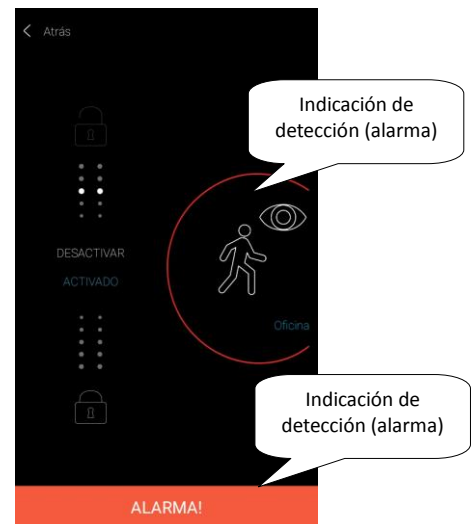 Atrás
Indicación de
detección (alarma)
DESACTIVAR
ACTIVADO
Oficina
Indicación de
detección (alarma)
ALARMA!